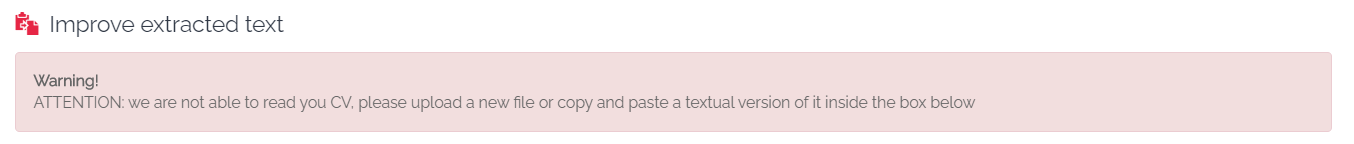 Improve extracted text
Warning!
ATTENTION: we are not able to read you CV, please upload a new file or copy and paste a textual version of it inside the box below